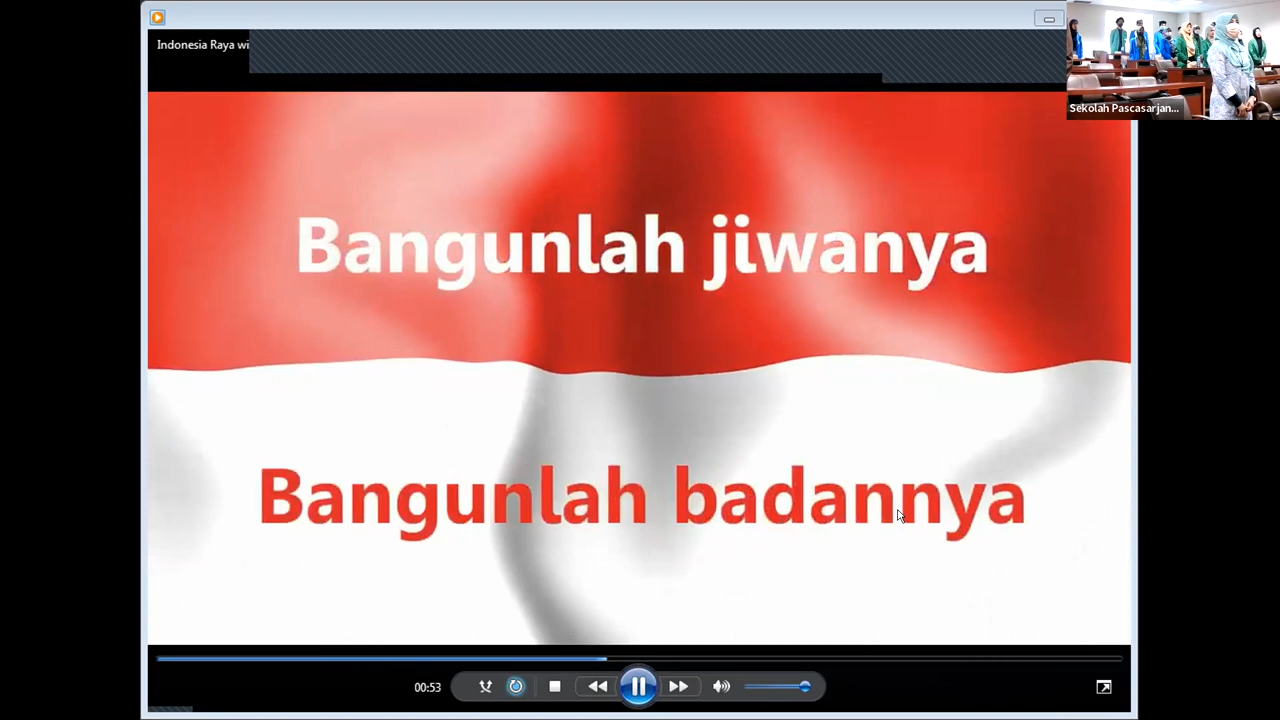 Indonesia Raya wi
Sekolah Pascasarjan...
Bangunlah jiwanya
Bangunlah badannya
00:53